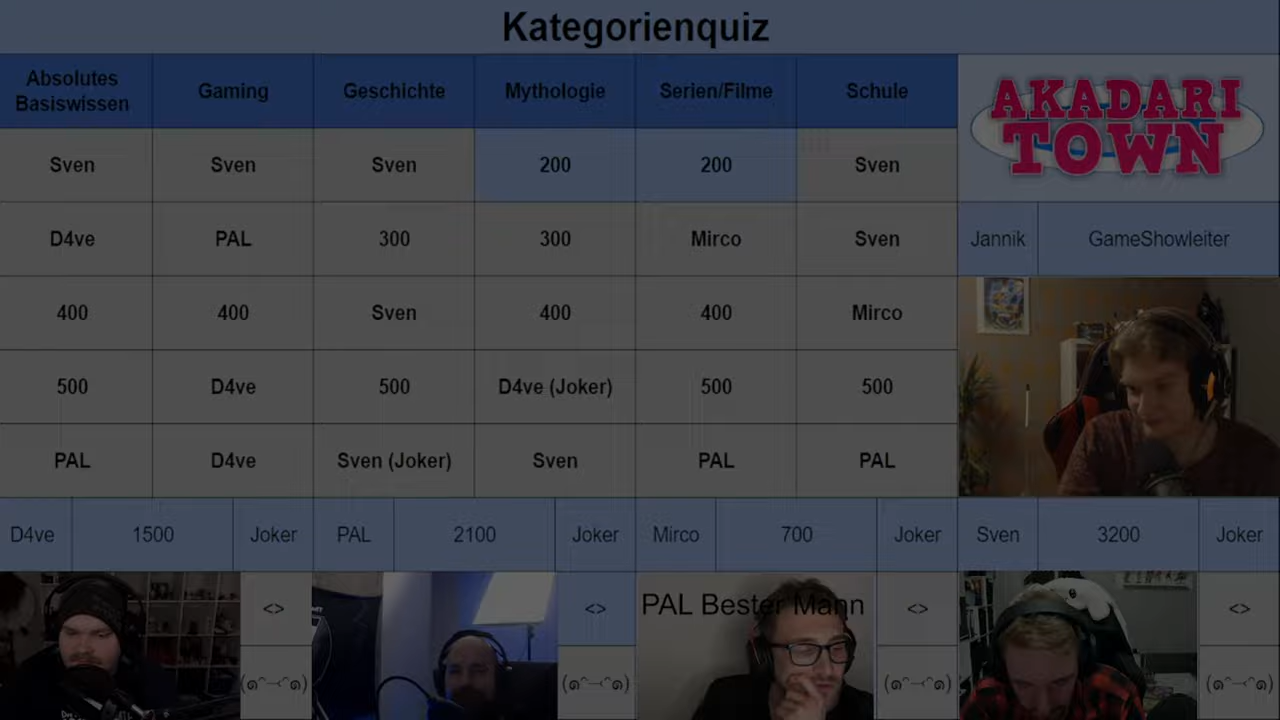 Kategorienquiz
Absolutes Basiswissen Gaming Geschichte Mythologie Serien/Filme Schule
AKADARI
TOWN
Sven Sven Sven 200 200 Sven
D4ve PAL 300 300 Mirco Sven Jannik GameShowleiter
400 400 Sven 400 400 Mirco
500 D4ve 500 D4ve (Joker) 500 500
PAL D4ve Sven (Joker) Sven PAL PAL
D4ve 1500 Joker PAL 2100 Joker Mirco 700 Joker Sven 3200 Joker
<> <> PAL Bester Mann <> <>